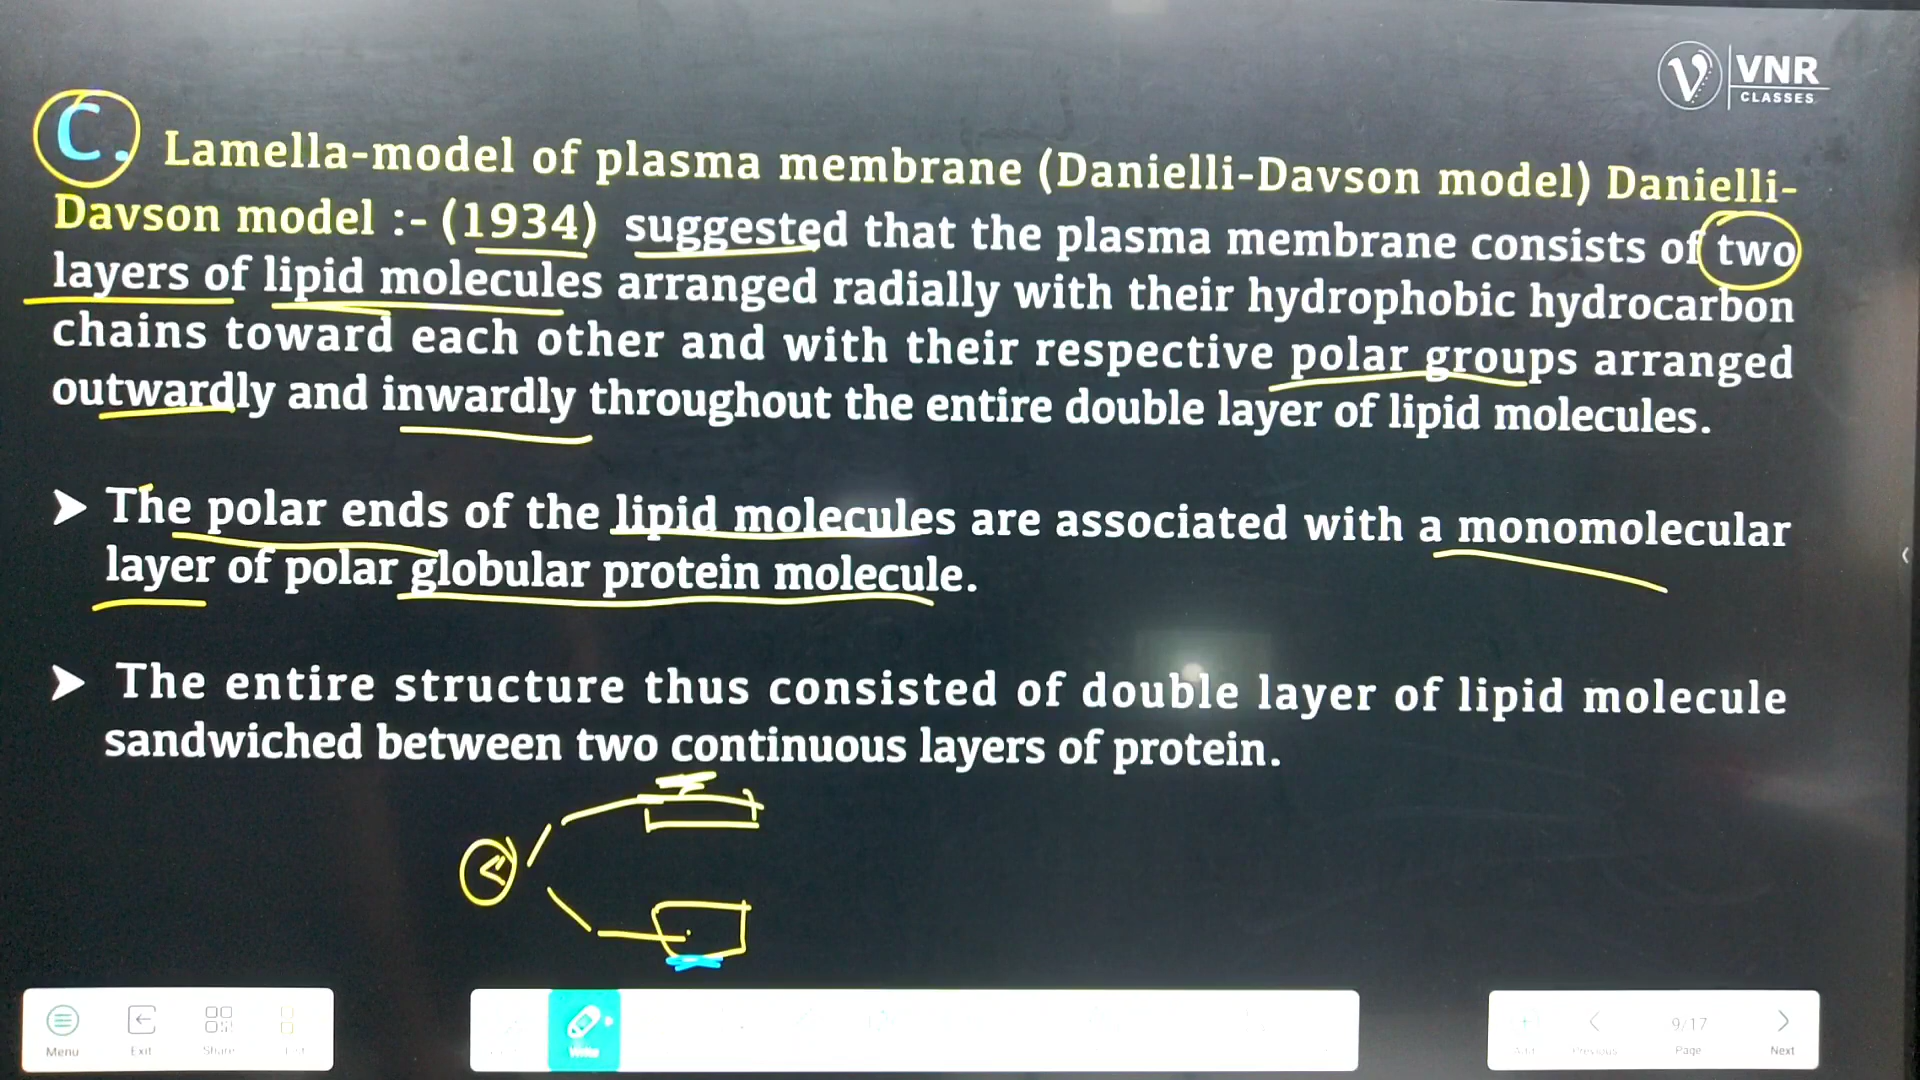 VNR
CLASSES
C. Lamella-model of plasma membrane (Danielli-Davson model) Danielli-
Davson model :- (1934) suggested that the plasma membrane consists of two
layers of lipid molecules arranged radially with their hydrophobic hydrocarbon
chains toward each other and with their respective polar groups arranged
outwardly and inwardly throughout the entire double layer of lipid molecules.
➤ The polar ends of the lipid molecules are associated with a monomolecular
layer of polar globular protein molecule.
➤ The entire structure thus consisted of double layer of lipid molecule
sandwiched between two continuous layers of protein.
Menu Exit Share Write Add Previous 9/17 Page Next